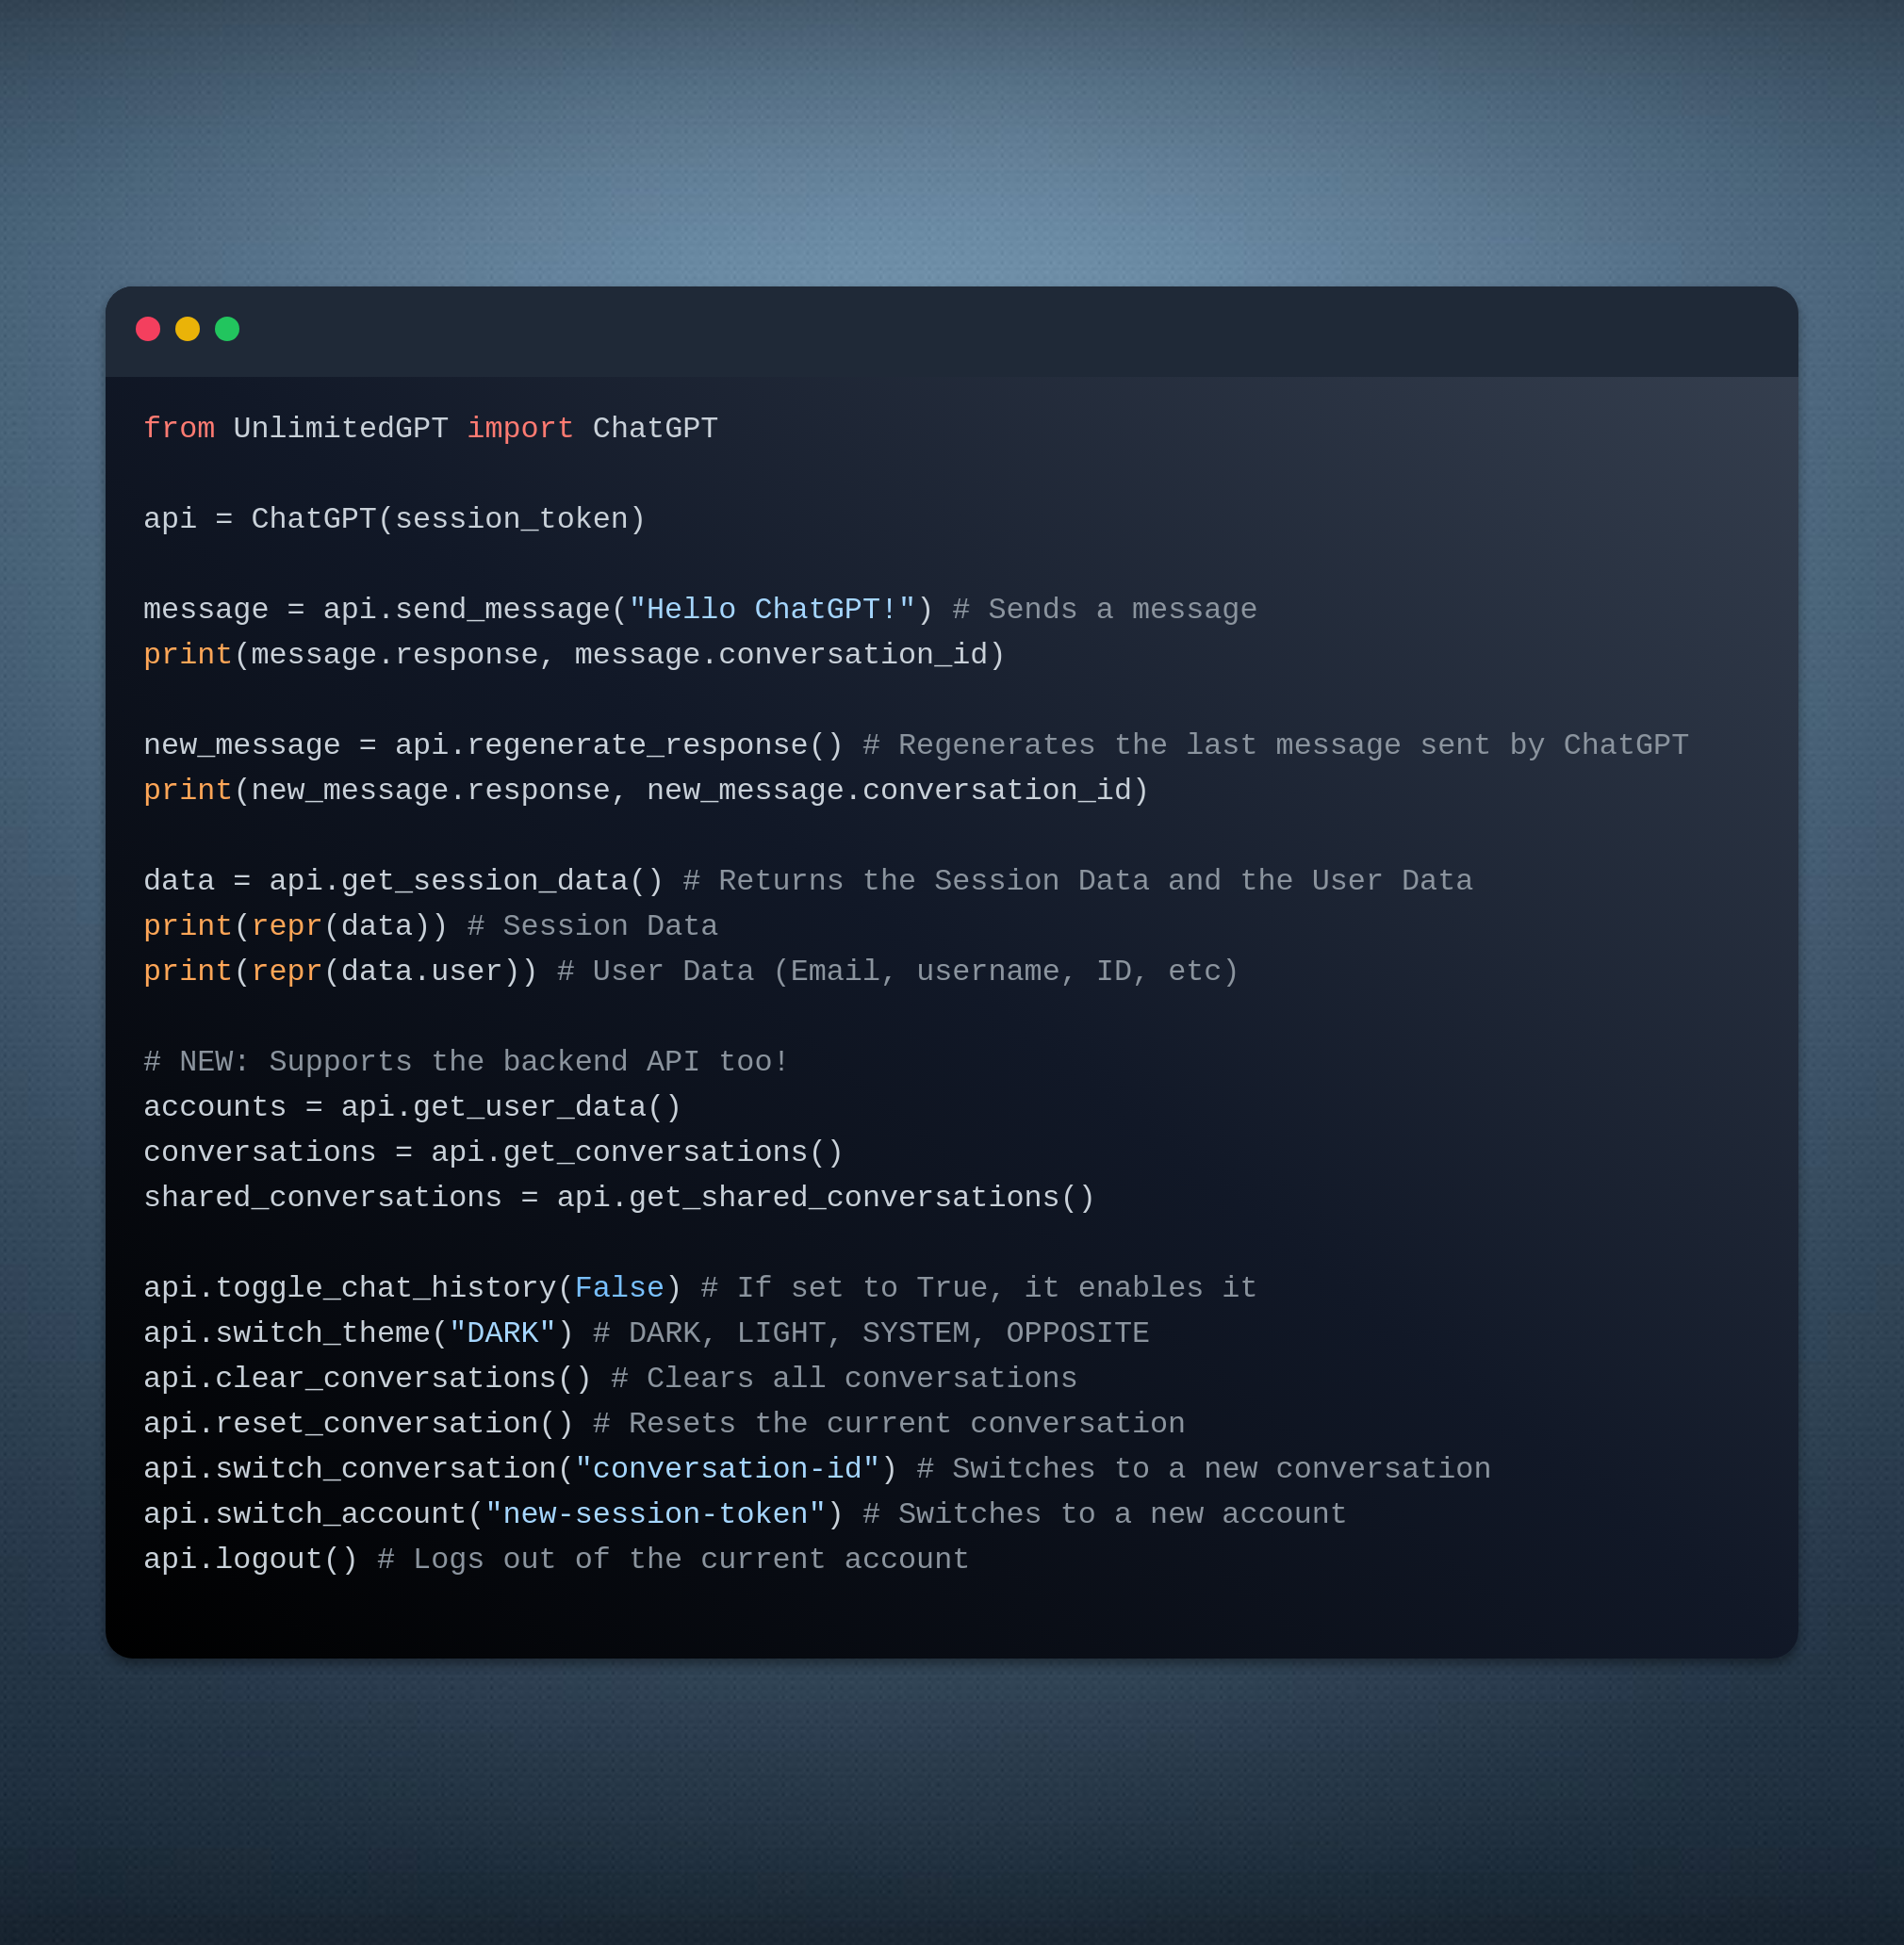 from UnlimitedGPT import ChatGPT
api = ChatGPT(session_token)
message = api.send_message("Hello ChatGPT!") # Sends a message
print(message.response, message.conversation_id)
new_message = api.regenerate_response() # Regenerates the last message sent by ChatGPT
print(new_message.response, new_message.conversation_id)
data = api.get_session_data() # Returns the Session Data and the User Data
print(repr(data)) # Session Data
print(repr(data.user)) # User Data (Email, username, ID, etc)
# NEW: Supports the backend API too!
accounts = api.get_user_data()
conversations = api.get_conversations()
shared_conversations = api.get_shared_conversations()
api.toggle_chat_history(False) # If set to True, it enables it
api.switch_theme("DARK") # DARK, LIGHT, SYSTEM, OPPOSITE
api.clear_conversations() # Clears all conversations
api.reset_conversation() # Resets the current conversation
api.switch_conversation("conversation-id") # Switches to a new conversation
api.switch_account("new-session-token") # Switches to a new account
api.logout() # Logs out of the current account